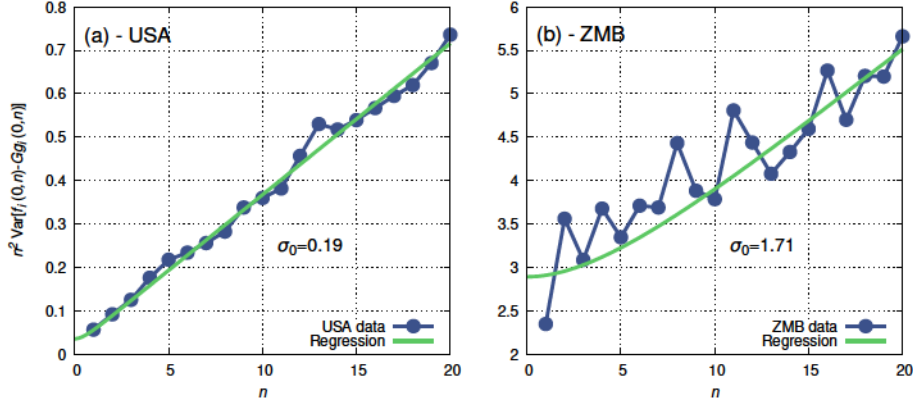 (a) - USA
n² Var[fᵢ(0,n)-Ggᵢ(0,n)]
0.8
0.7
0.6
0.5
0.4
0.3
0.2
0.1
0
σ₀=0.19
USA data
Regression
0
5
10
15
20
n
(b) - ZMB
6
5.5
5
4.5
4
3.5
3
2.5
2
σ₀=1.71
ZMB data
Regression
0
5
10
15
20
n